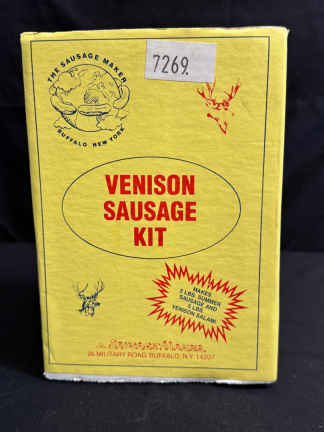 THE SAUSAGE MAKER
BUFFALO NEW YORK
7269.
VENISON
SAUSAGE
KIT
MAKES
5 LBS. SUMMER
SAUSAGE AND
5 LBS.
VENISON SALAMI
26 MILITARY ROAD BUFFALO, N.Y. 14207